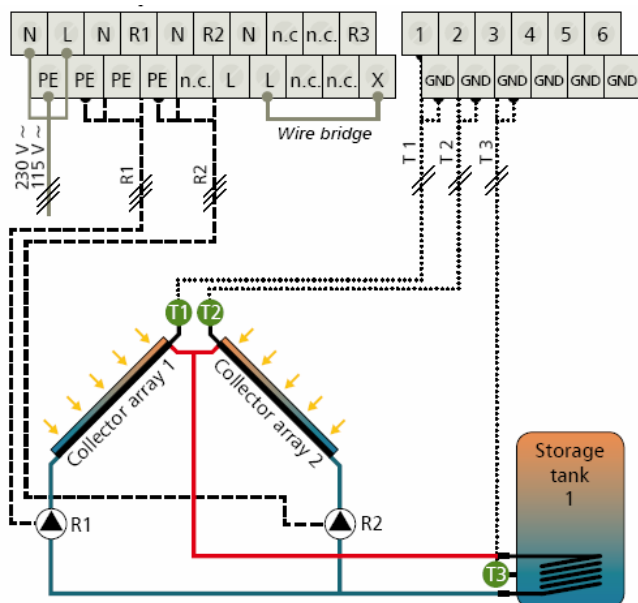 N L N R1 N R2 N n.c n.c. R3
1 2 3 4 5 6
PE PE PE PE n.c. L L n.c. n.c. X
GND GND GND GND GND GND
Wire bridge
230 V ~
115 V ~
R1
R2
T 1
T 2
T 3
T1 T2
Collector array 1
Collector array 2
Storage
tank
1
R1
R2
T3